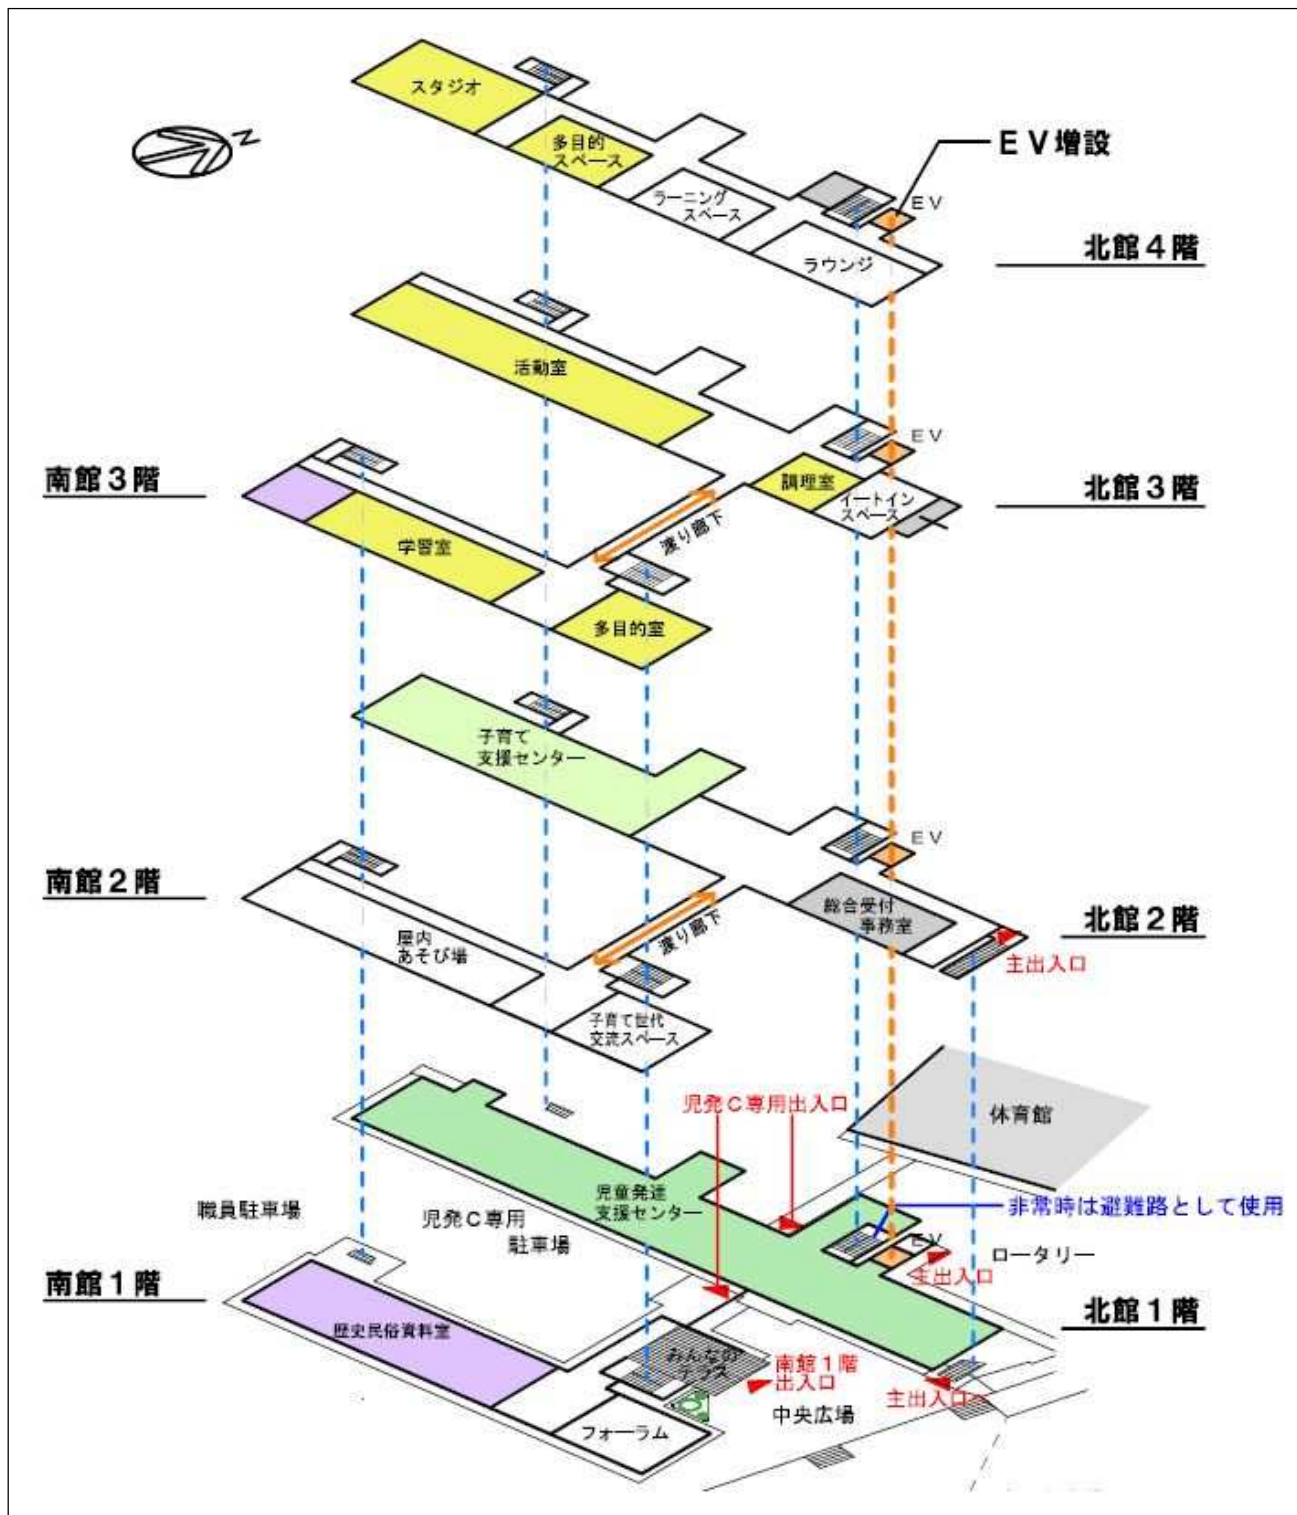 スタジオ
多目的
スペース
ラーニング
スペース
ラウンジ
EV
EV増設
N
北館4階
活動室
EV
調理室
イートイン
スペース
北館3階
南館3階
学習室
渡り廊下
多目的室
子育て
支援センター
EV
総合受付
事務室
主出入口
北館2階
南館2階
屋内
あそび場
渡り廊下
子育て世代
交流スペース
児発C専用出入口
体育館
児童発達
支援センター
非常時は避難路として使用
EV
ロータリー
主出入口
職員駐車場
児発C専用
駐車場
北館1階
南館1階
歴史民俗資料室
みんなの
テラス
南館1階
出入口
主出入口
中央広場
フォーラム